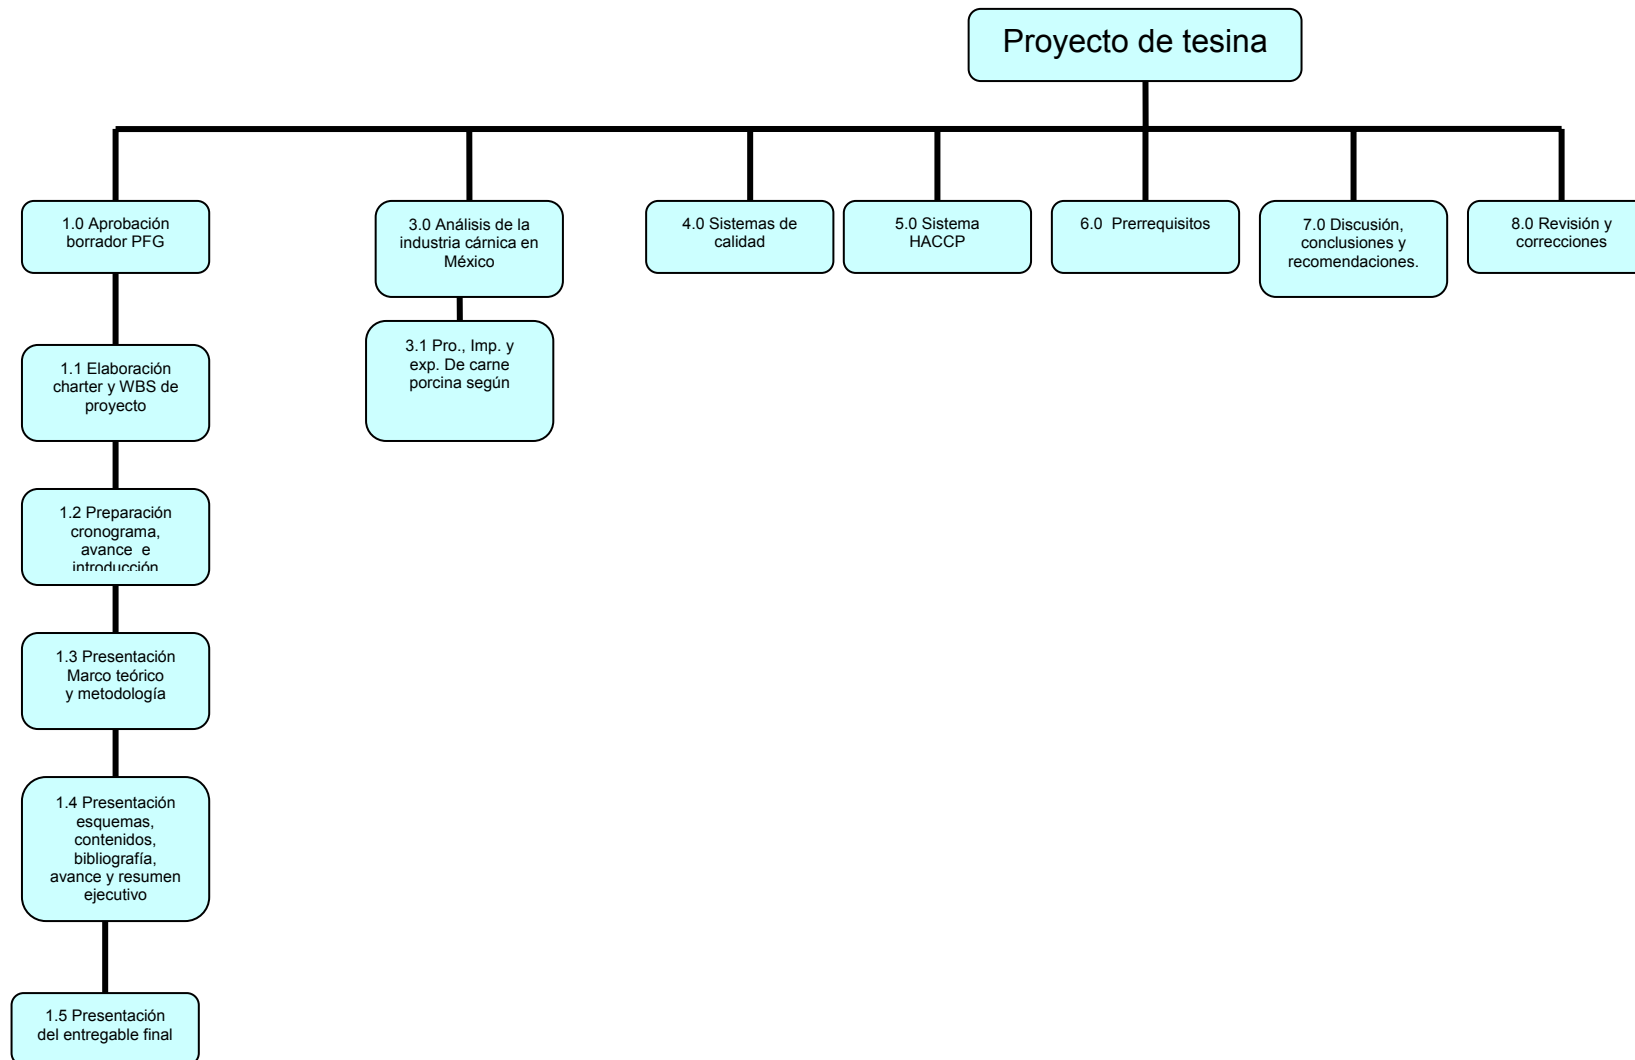 Proyecto de tesina
1.0 Aprobación
borrador PFG
3.0 Análisis de la
industria cárnica en
México
4.0 Sistemas de
calidad
5.0 Sistema
HACCP
6.0 Prerrequisitos
7.0 Discusión,
conclusiones y
recomendaciones.
8.0 Revisión y
correcciones
3.1 Pro., Imp. y
exp. De carne
porcina según
1.1 Elaboración
charter y WBS de
proyecto
1.2 Preparación
cronograma,
avance e
introducción
1.3 Presentación
Marco teórico
y metodología
1.4 Presentación
esquemas,
contenidos,
bibliografía,
avance y resumen
ejecutivo
1.5 Presentación
del entregable final